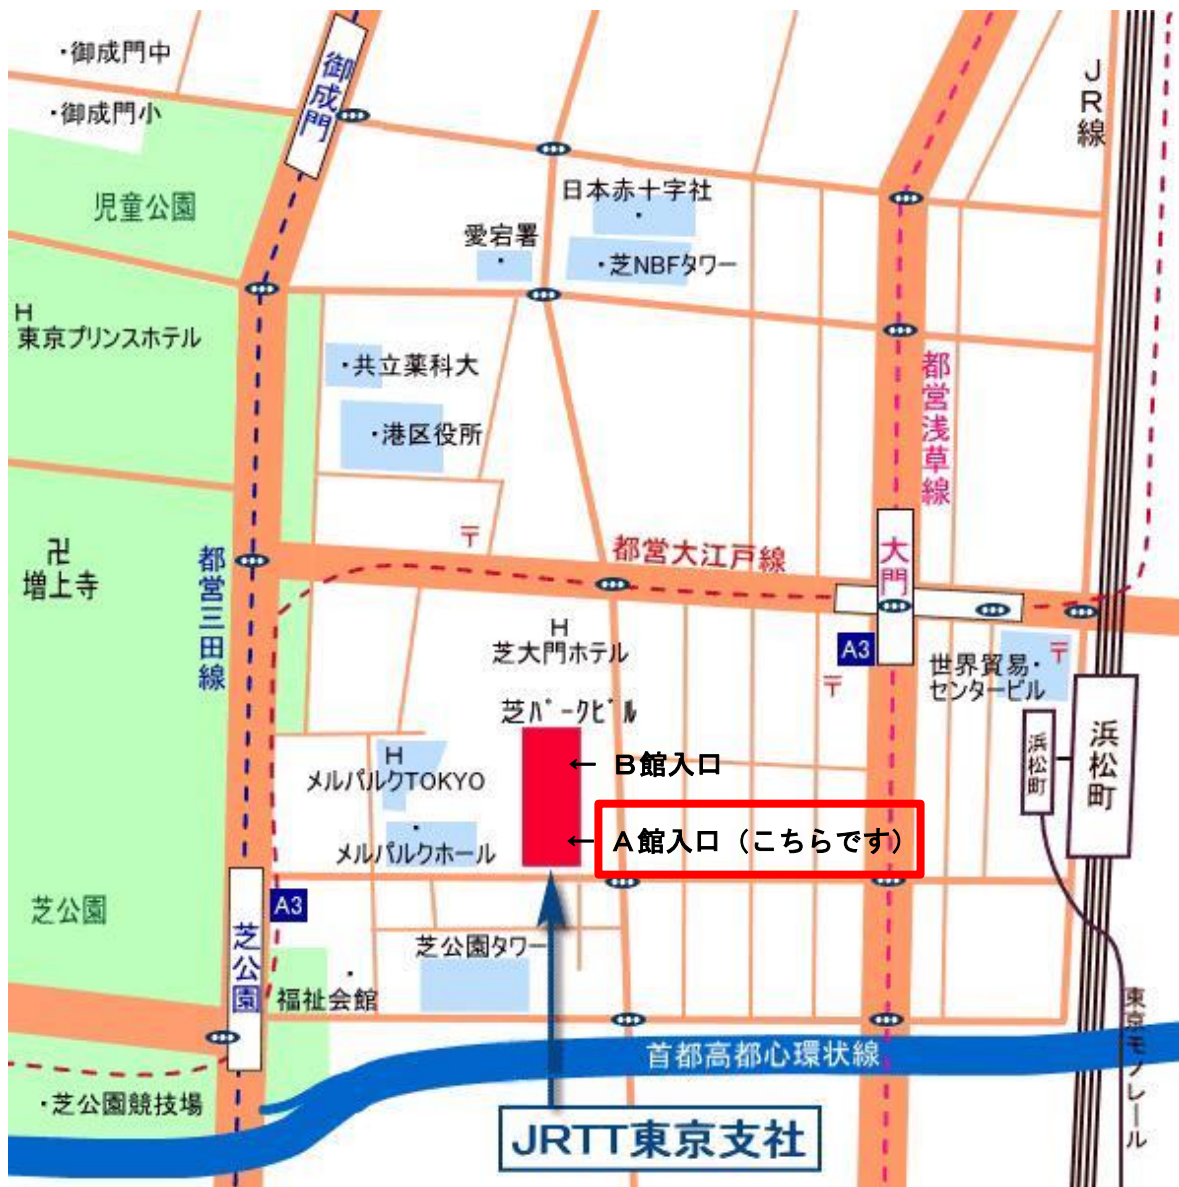 ・御成門中
御成門
・御成門小
JR線
児童公園
日本赤十字社
愛宕署
・芝NBFタワー
H
東京プリンスホテル
・共立薬科大
都営浅草線
・港区役所
〒
都営大江戸線
大門
卍
増上寺
都営三田線
H
芝大門ホテル
A3
世界貿易・
センタービル
〒
〒
芝パークビル
浜松町
浜松町
H
メルパルクTOKYO
← B館入口
← A館入口（こちらです）
メルパルクホール
芝公園
A3
芝公園
芝公園タワー
福祉会館
東京モノレール
首都高都心環状線
・芝公園競技場
JRTT東京支社